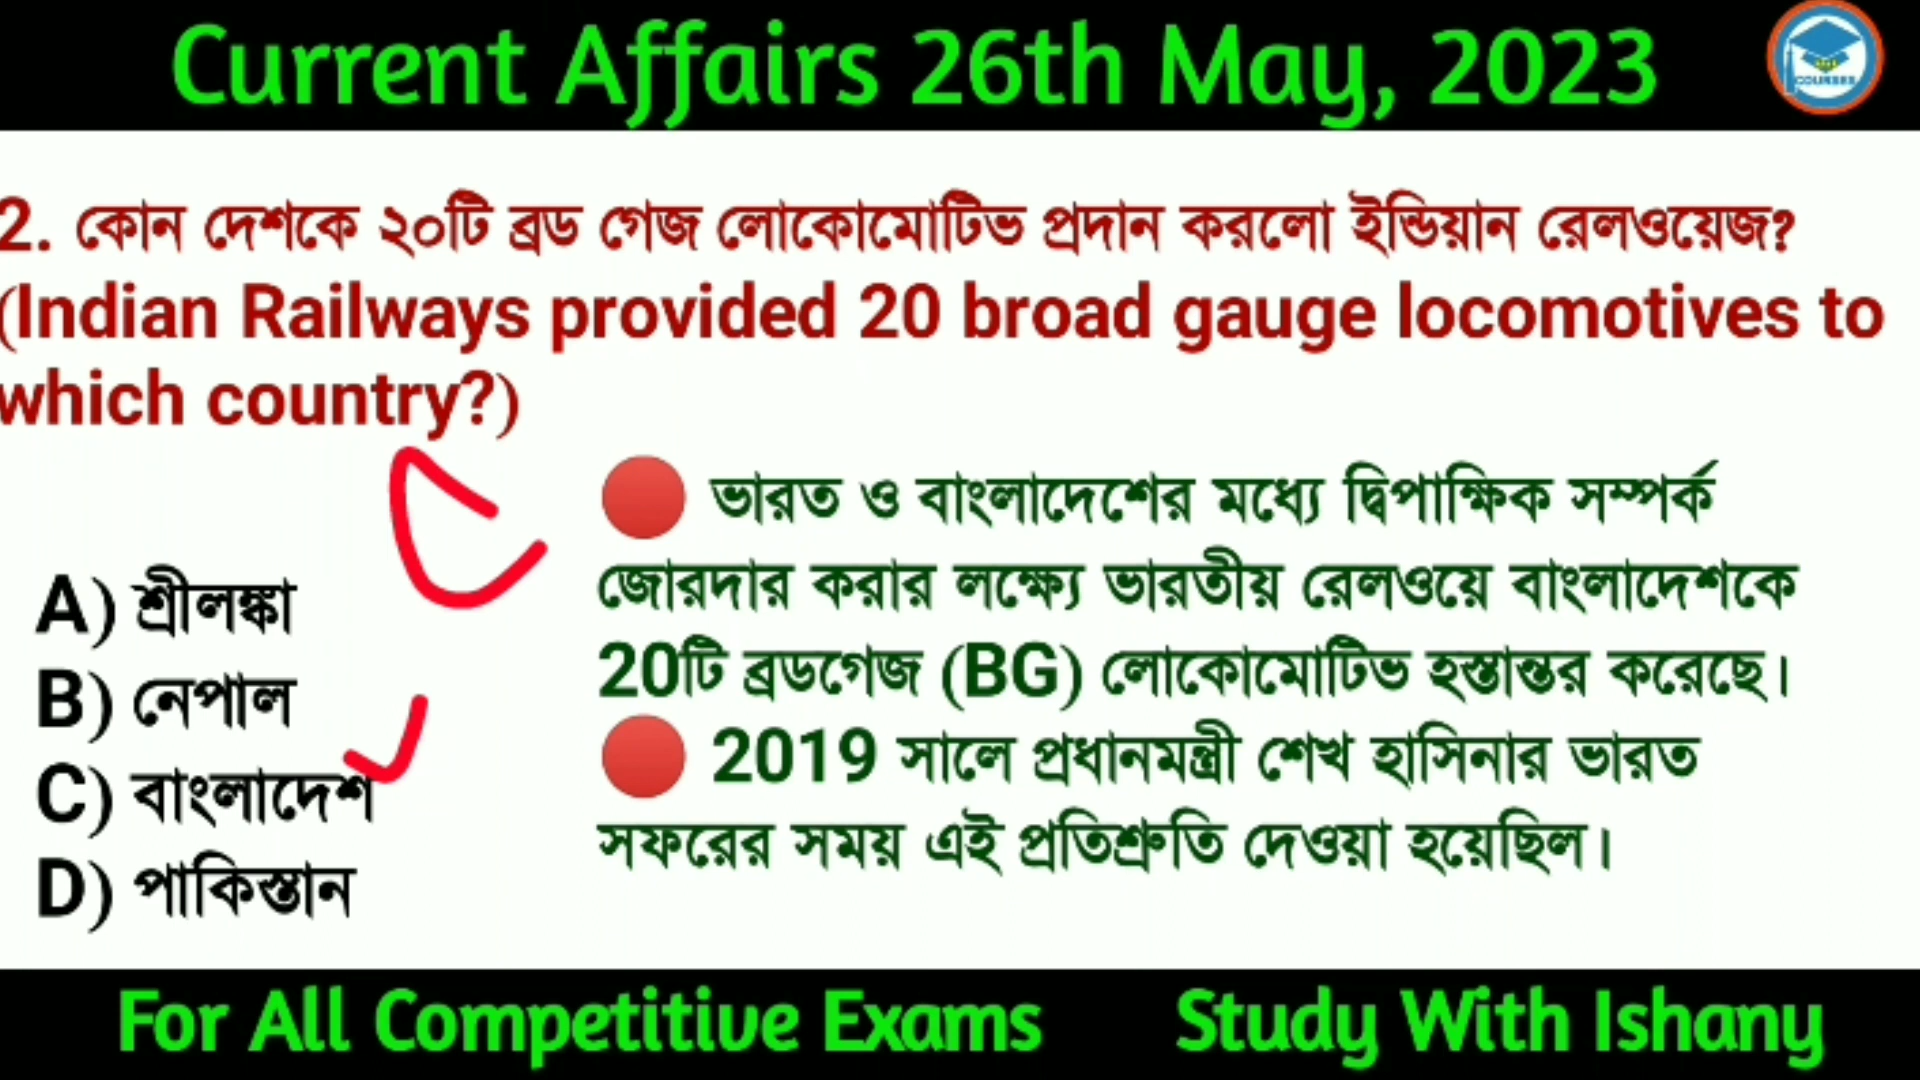 Current Affairs 26th May, 2023
COURSES
2. কোন দেশকে ২০টি ব্রড গেজ লোকোমোটিভ প্রদান করলো ইন্ডিয়ান রেলওয়েজ?
(Indian Railways provided 20 broad gauge locomotives to
which country?)
C
A) শ্রীলঙ্কা
B) নেপাল
C) বাংলাদেশ
D) পাকিস্তান
ভারত ও বাংলাদেশের মধ্যে দ্বিপাক্ষিক সম্পর্ক
জোরদার করার লক্ষ্যে ভারতীয় রেলওয়ে বাংলাদেশকে
20টি ব্রডগেজ (BG) লোকোমোটিভ হস্তান্তর করেছে।
2019 সালে প্রধানমন্ত্রী শেখ হাসিনার ভারত
সফরের সময় এই প্রতিশ্রুতি দেওয়া হয়েছিল।
For All Competitive Exams Study With Ishany